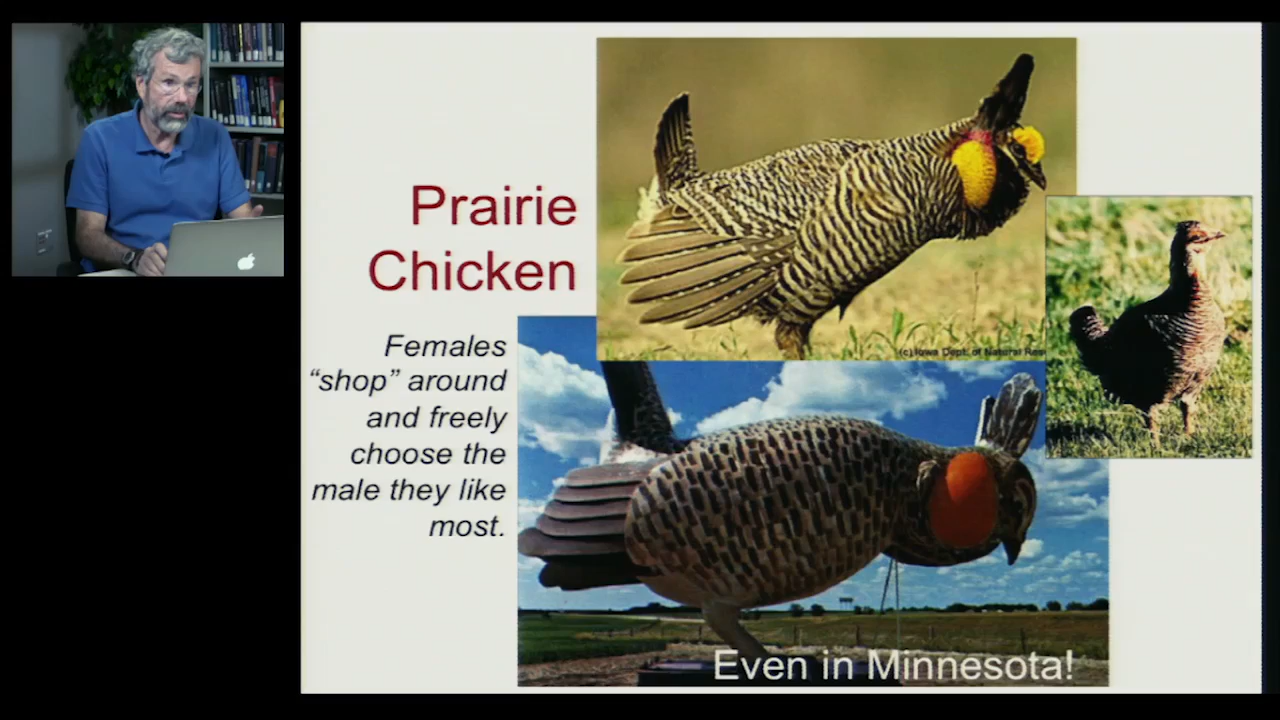 Prairie
Chicken
Females
“shop” around
and freely
choose the
male they like
most.
(c) Iowa Dept. of Natural Res
Even in Minnesota!